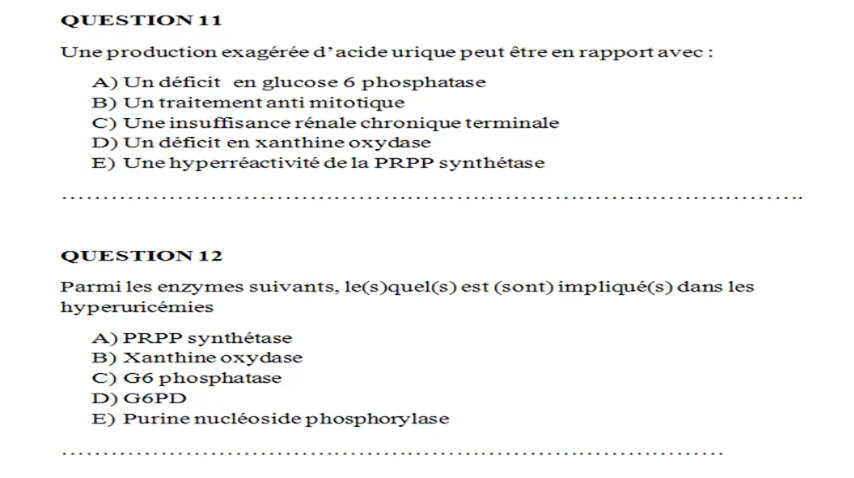 QUESTION 11
Une production exagérée d'acide urique peut être en rapport avec :
A) Un déficit en glucose 6 phosphatase
B) Un traitement anti mitotique
C) Une insuffisance rénale chronique terminale
D) Un déficit en xanthine oxydase
E) Une hyperréactivité de la PRPP synthétase
……………………………………………………………………………….
QUESTION 12
Parmi les enzymes suivants, le(s)quel(s) est (sont) impliqué(s) dans les
hyperuricémies
A) PRPP synthétase
B) Xanthine oxydase
C) G6 phosphatase
D) G6PD
E) Purine nucléoside phosphorylase
………………………………………………………………………